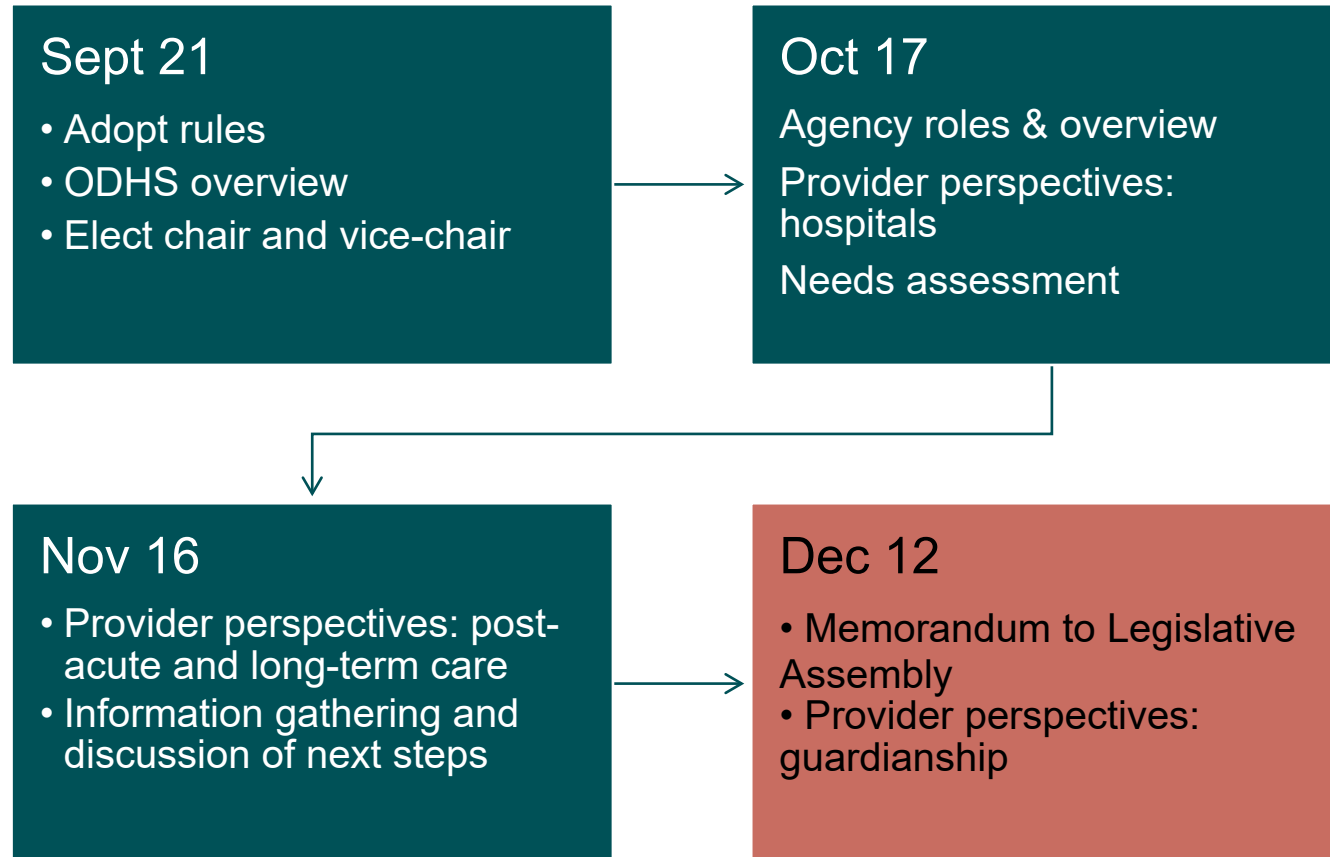 Sept 21
• Adopt rules
• ODHS overview
• Elect chair and vice-chair
Oct 17
Agency roles & overview
Provider perspectives:
hospitals
Needs assessment
Nov 16
• Provider perspectives: post-
acute and long-term care
• Information gathering and
discussion of next steps
Dec 12
• Memorandum to Legislative
Assembly
• Provider perspectives:
guardianship